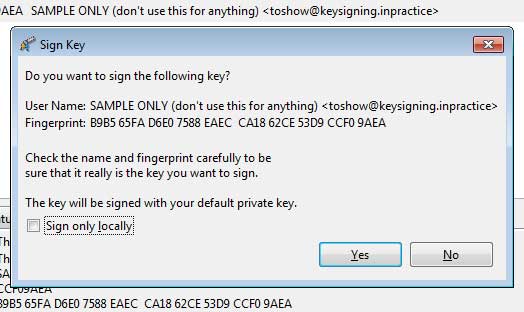 AEA SAMPLE ONLY (don't use this for anything) <toshow@keysigning.inpractice>
Sign Key
Do you want to sign the following key?
User Name: SAMPLE ONLY (don't use this for anything) <toshow@keysigning.inpractice>
Fingerprint: B9B5 65FA D6E0 7588 EAEC CA18 62CE 53D9 CCF0 9AEA
Check the name and fingerprint carefully to be
sure that it really is the key you want to sign.
The key will be signed with your default private key.
Sign only locally
Yes No
Th
Th
SA
CCF09AEA
B9B5 65FA D6E0 7588 EAEC CA18 62CE 53D9 CCF0 9AEA